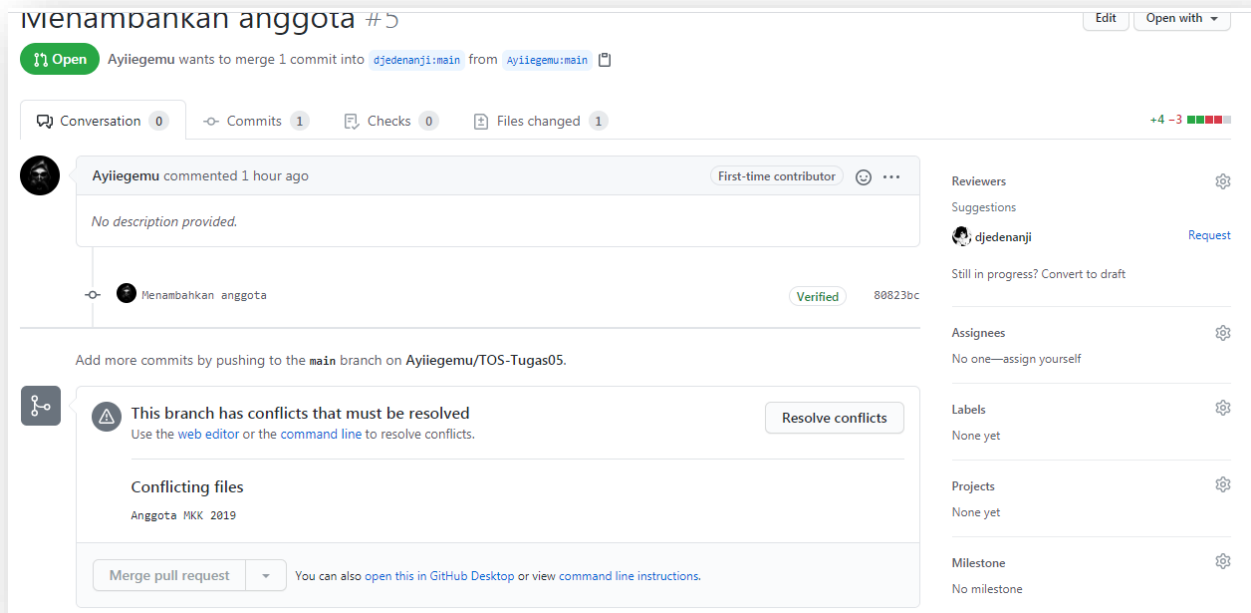 Menambahkan anggota #5
Edit
Open with
Open
Ayiiegemu wants to merge 1 commit into djedenanji:main from Ayiiegemu:main
Conversation 0
Commits 1
Checks 0
Files changed 1
+4 −3
Ayiiegemu commented 1 hour ago
First-time contributor
No description provided.
Menambahkan anggota
Verified
80823bc
Add more commits by pushing to the main branch on Ayiiegemu/TOS-Tugas05.
This branch has conflicts that must be resolved
Use the web editor or the command line to resolve conflicts.
Resolve conflicts
Conflicting files
Anggota MKK 2019
Merge pull request
You can also open this in GitHub Desktop or view command line instructions.
Reviewers
Suggestions
djedenanji
Request
Still in progress? Convert to draft
Assignees
No one—assign yourself
Labels
None yet
Projects
None yet
Milestone
No milestone